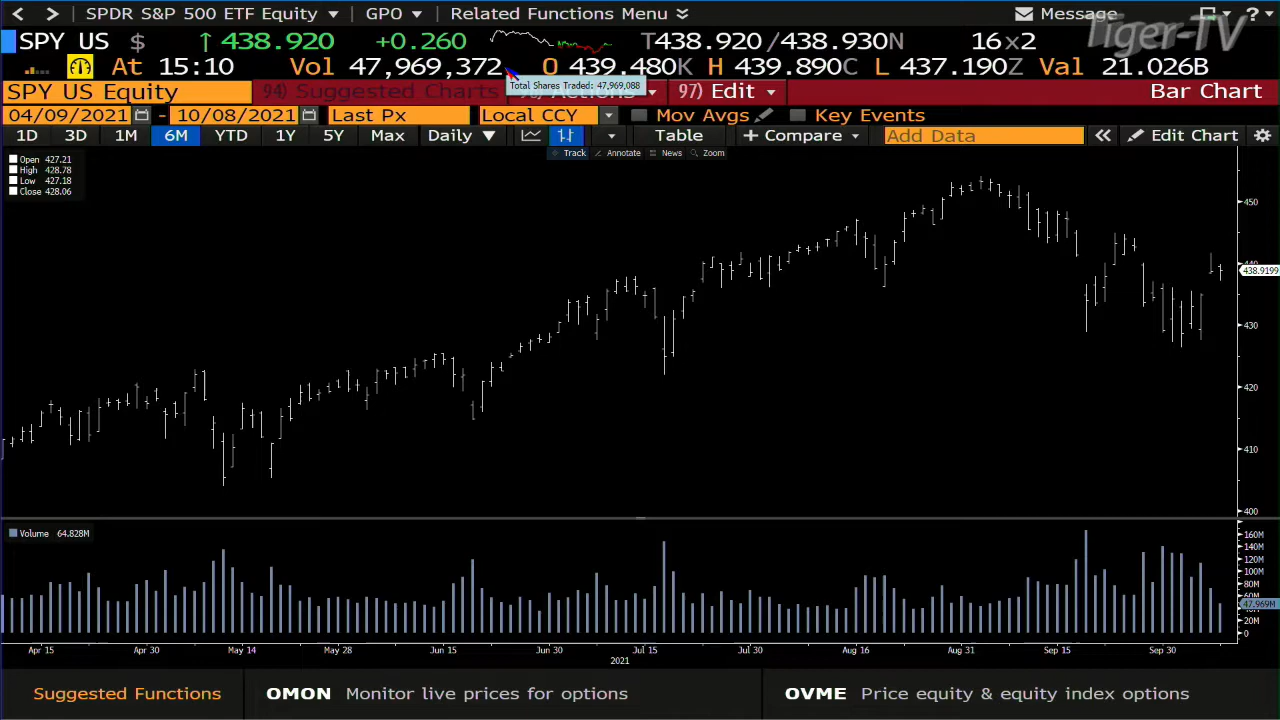 SPDR S&P 500 ETF Equity GPO Related Functions Menu Message ?
Tiger-TV
SPY US $ ↑ 438.920 +0.260 T438.920/438.930N 16x2
At 15:10 Vol 47,969,372 O 439.480K H 439.890C L 437.190Z Val 21.026B
Total Shares Traded: 47,969,088
SPY US Equity 94) Suggested Charts Actions 97) Edit Bar Chart
04/09/2021 - 10/08/2021 Last Px Local CCY Mov Avgs Key Events
1D 3D 1M 6M YTD 1Y 5Y Max Daily ▼ Table + Compare Add Data « Edit Chart
Track Annotate News Zoom
Open 427.21
High 428.78
Low 427.18
Close 428.06
450
440
438.9199
430
420
410
400
Volume 64.828M
160M
140M
120M
100M
80M
60M
47.969M
20M
0
Apr 15 Apr 30 May 14 May 28 Jun 15 Jun 30 Jul 15 Jul 30 Aug 16 Aug 31 Sep 15 Sep 30
2021
Suggested Functions OMON Monitor live prices for options OVME Price equity & equity index options